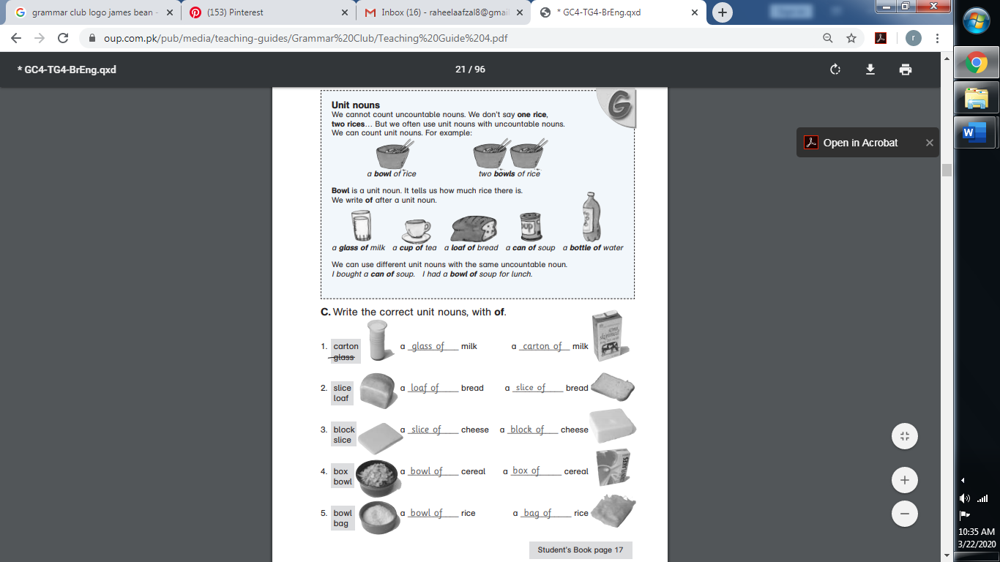 grammar club logo james bean -
(153) Pinterest
Inbox (16) - raheelaafzal8@gmai
* GC4-TG4-BrEng.qxd
oup.com.pk/pub/media/teaching-guides/Grammar%20Club/Teaching%20Guide%204.pdf
r
* GC4-TG4-BrEng.qxd
21 / 96
Open in Acrobat
G
Unit nouns
We cannot count uncountable nouns. We don't say one rice,
two rices... But we often use unit nouns with uncountable nouns.
We can count unit nouns. For example:
a bowl of rice two bowls of rice
Bowl is a unit noun. It tells us how much rice there is.
We write of after a unit noun.
a glass of milk a cup of tea a loaf of bread a can of soup a bottle of water
We can use different unit nouns with the same uncountable noun.
I bought a can of soup. I had a bowl of soup for lunch.
C. Write the correct unit nouns, with of.
1. carton a glass of milk a carton of milk
glass
2. slice a loaf of bread a slice of bread
loaf
3. block a slice of cheese a block of cheese
slice
4. box a bowl of cereal a box of cereal
bowl
5. bowl a bowl of rice a bag of rice
bag
Student's Book page 17
W
10:35 AM
3/22/2020